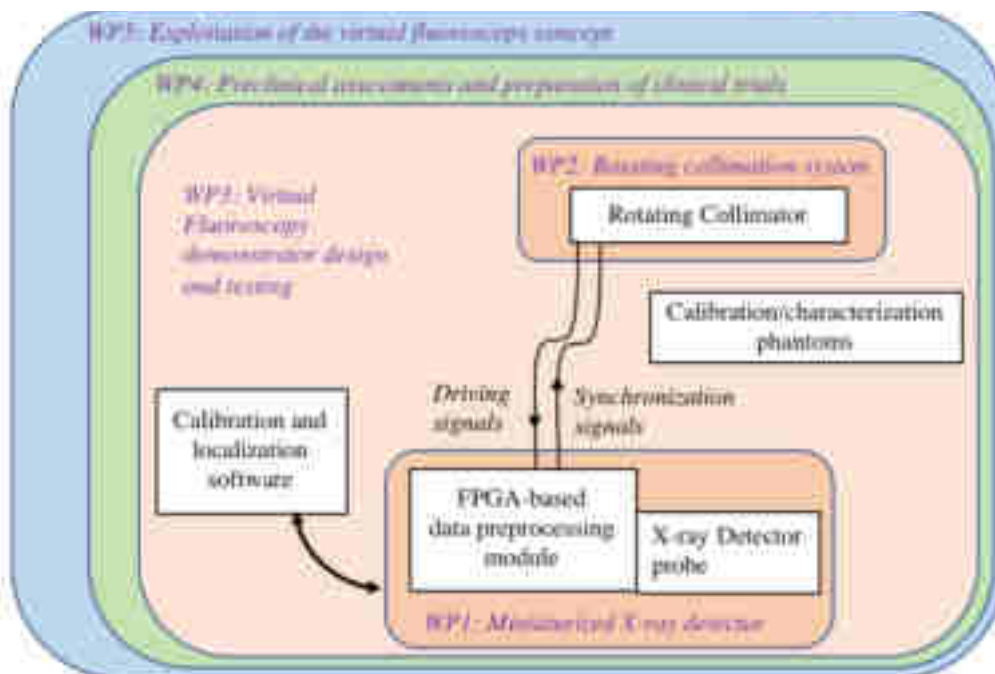 WP5: Exploitation of the virtual fluoroscopy concept
WP4: Preclinical assessments and preparation of clinical trials
WP2: Rotating collimation system
Rotating Collimator
WP3: Virtual
Fluoroscopy
demonstrator design
and testing
Calibration/characterization
phantoms
Driving
signals
Synchronization
signals
Calibration and
localization
software
FPGA-based
data preprocessing
module
X-ray Detector
probe
WP1: Miniaturized X-ray detector